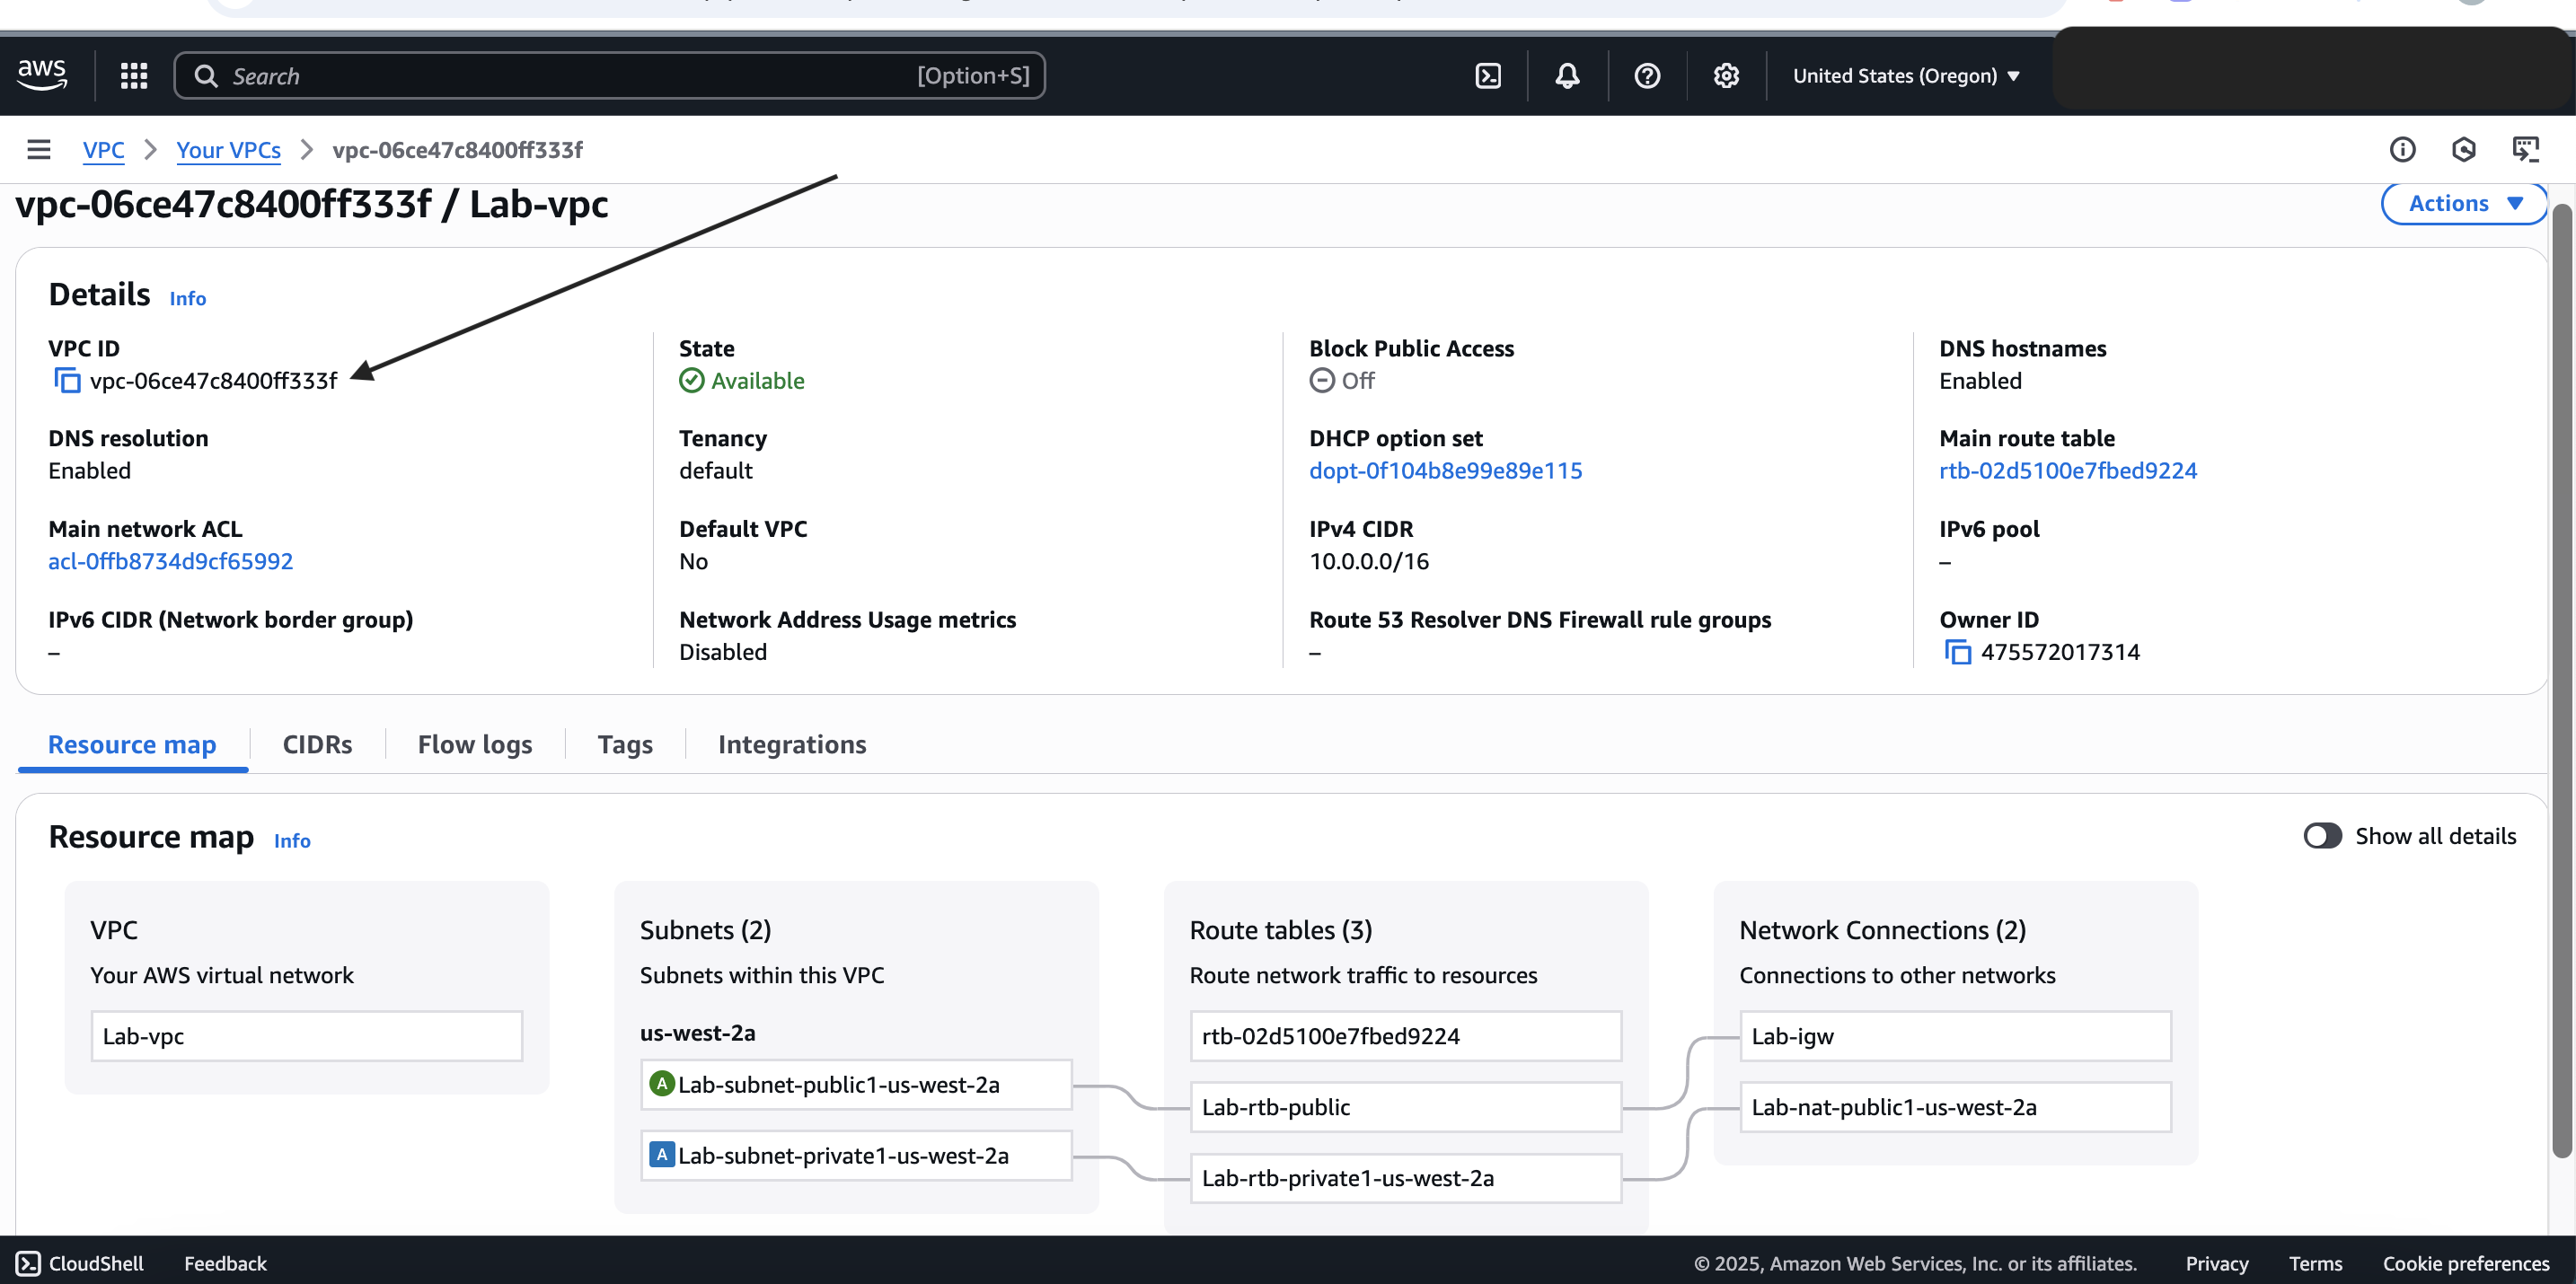 aws
Search [Option+S] United States (Oregon)
VPC Your VPCs vpc-06ce47c8400ff333f
vpc-06ce47c8400ff333f / Lab-vpc Actions
Details Info
VPC ID State Block Public Access DNS hostnames
vpc-06ce47c8400ff333f Available Off Enabled
DNS resolution Tenancy DHCP option set Main route table
Enabled default dopt-0f104b8e99e89e115 rtb-02d5100e7fbed9224
Main network ACL Default VPC IPv4 CIDR IPv6 pool
acl-0ffb8734d9cf65992 No 10.0.0.0/16 –
IPv6 CIDR (Network border group) Network Address Usage metrics Route 53 Resolver DNS Firewall rule groups Owner ID
– Disabled – 475572017314
Resource map CIDRs Flow logs Tags Integrations
Resource map Info Show all details
VPC
Your AWS virtual network
Lab-vpc
Subnets (2)
Subnets within this VPC
us-west-2a
A Lab-subnet-public1-us-west-2a
A Lab-subnet-private1-us-west-2a
Route tables (3)
Route network traffic to resources
rtb-02d5100e7fbed9224
Lab-rtb-public
Lab-rtb-private1-us-west-2a
Network Connections (2)
Connections to other networks
Lab-igw
Lab-nat-public1-us-west-2a
CloudShell Feedback © 2025, Amazon Web Services, Inc. or its affiliates. Privacy Terms Cookie preferences